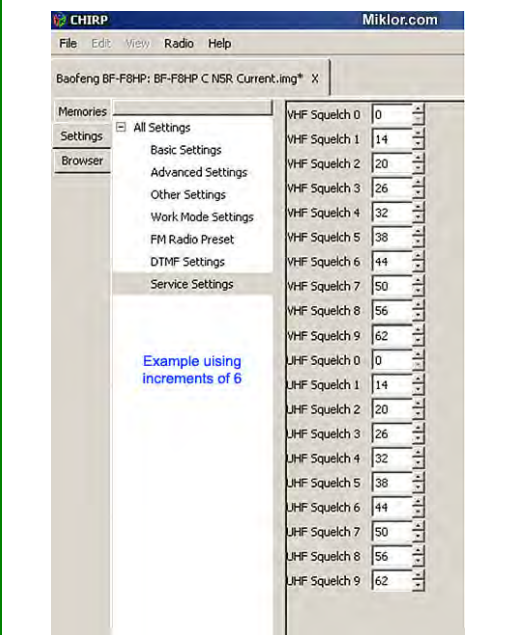 CHIRP Miklor.com
File Edit View Radio Help
Baofeng BF-F8HP: BF-F8HP C NSR Current.img* X
Memories
Settings
Browser
All Settings
Basic Settings
Advanced Settings
Other Settings
Work Mode Settings
FM Radio Preset
DTMF Settings
Service Settings
Example uising
increments of 6
VHF Squelch 0 0
VHF Squelch 1 14
VHF Squelch 2 20
VHF Squelch 3 26
VHF Squelch 4 32
VHF Squelch 5 38
VHF Squelch 6 44
VHF Squelch 7 50
VHF Squelch 8 56
VHF Squelch 9 62
UHF Squelch 0 0
UHF Squelch 1 14
UHF Squelch 2 20
UHF Squelch 3 26
UHF Squelch 4 32
UHF Squelch 5 38
UHF Squelch 6 44
UHF Squelch 7 50
UHF Squelch 8 56
UHF Squelch 9 62